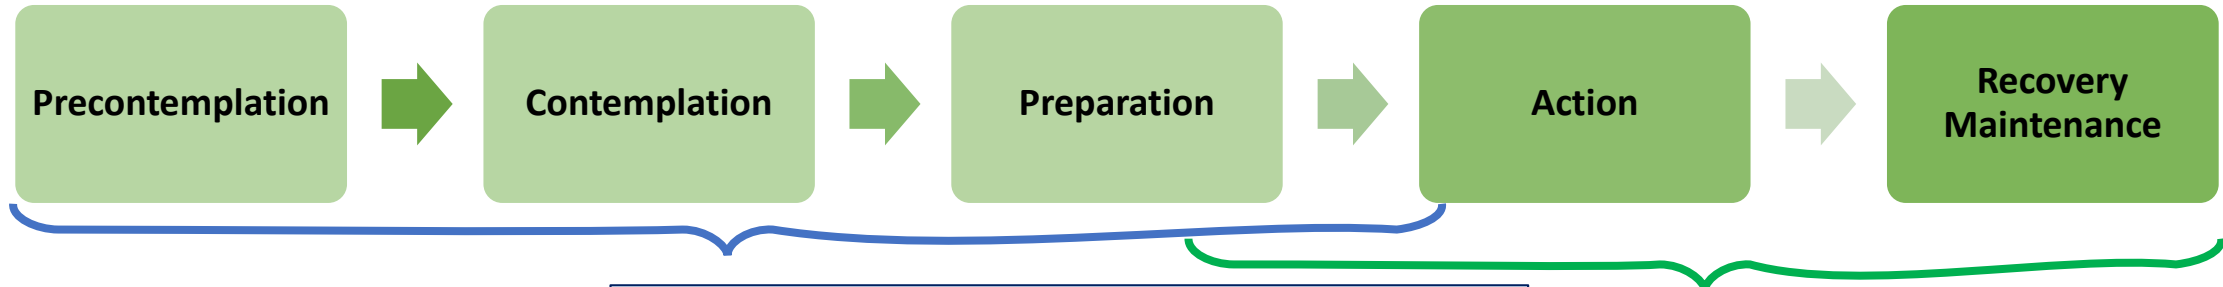 Precontemplation
Contemplation
Preparation
Action
Recovery
Maintenance